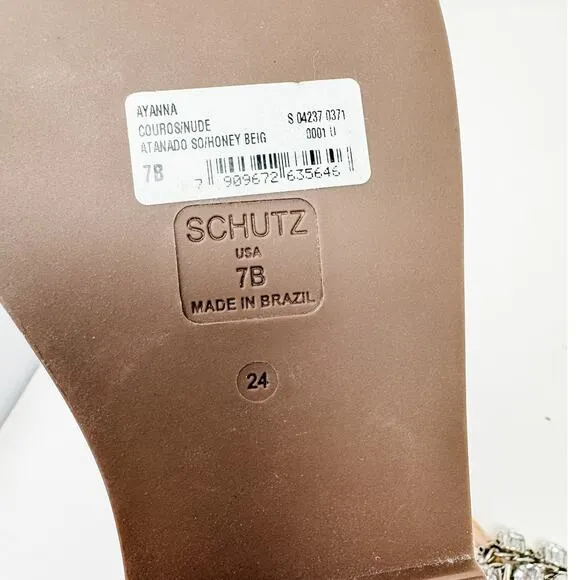 AYANNA
COUROS/NUDE S 04237 0371
ATANADO SO/HONEY BEIG 0001 U
7B
7 909672 635646
SCHUTZ
USA
7B
MADE IN BRAZIL
24